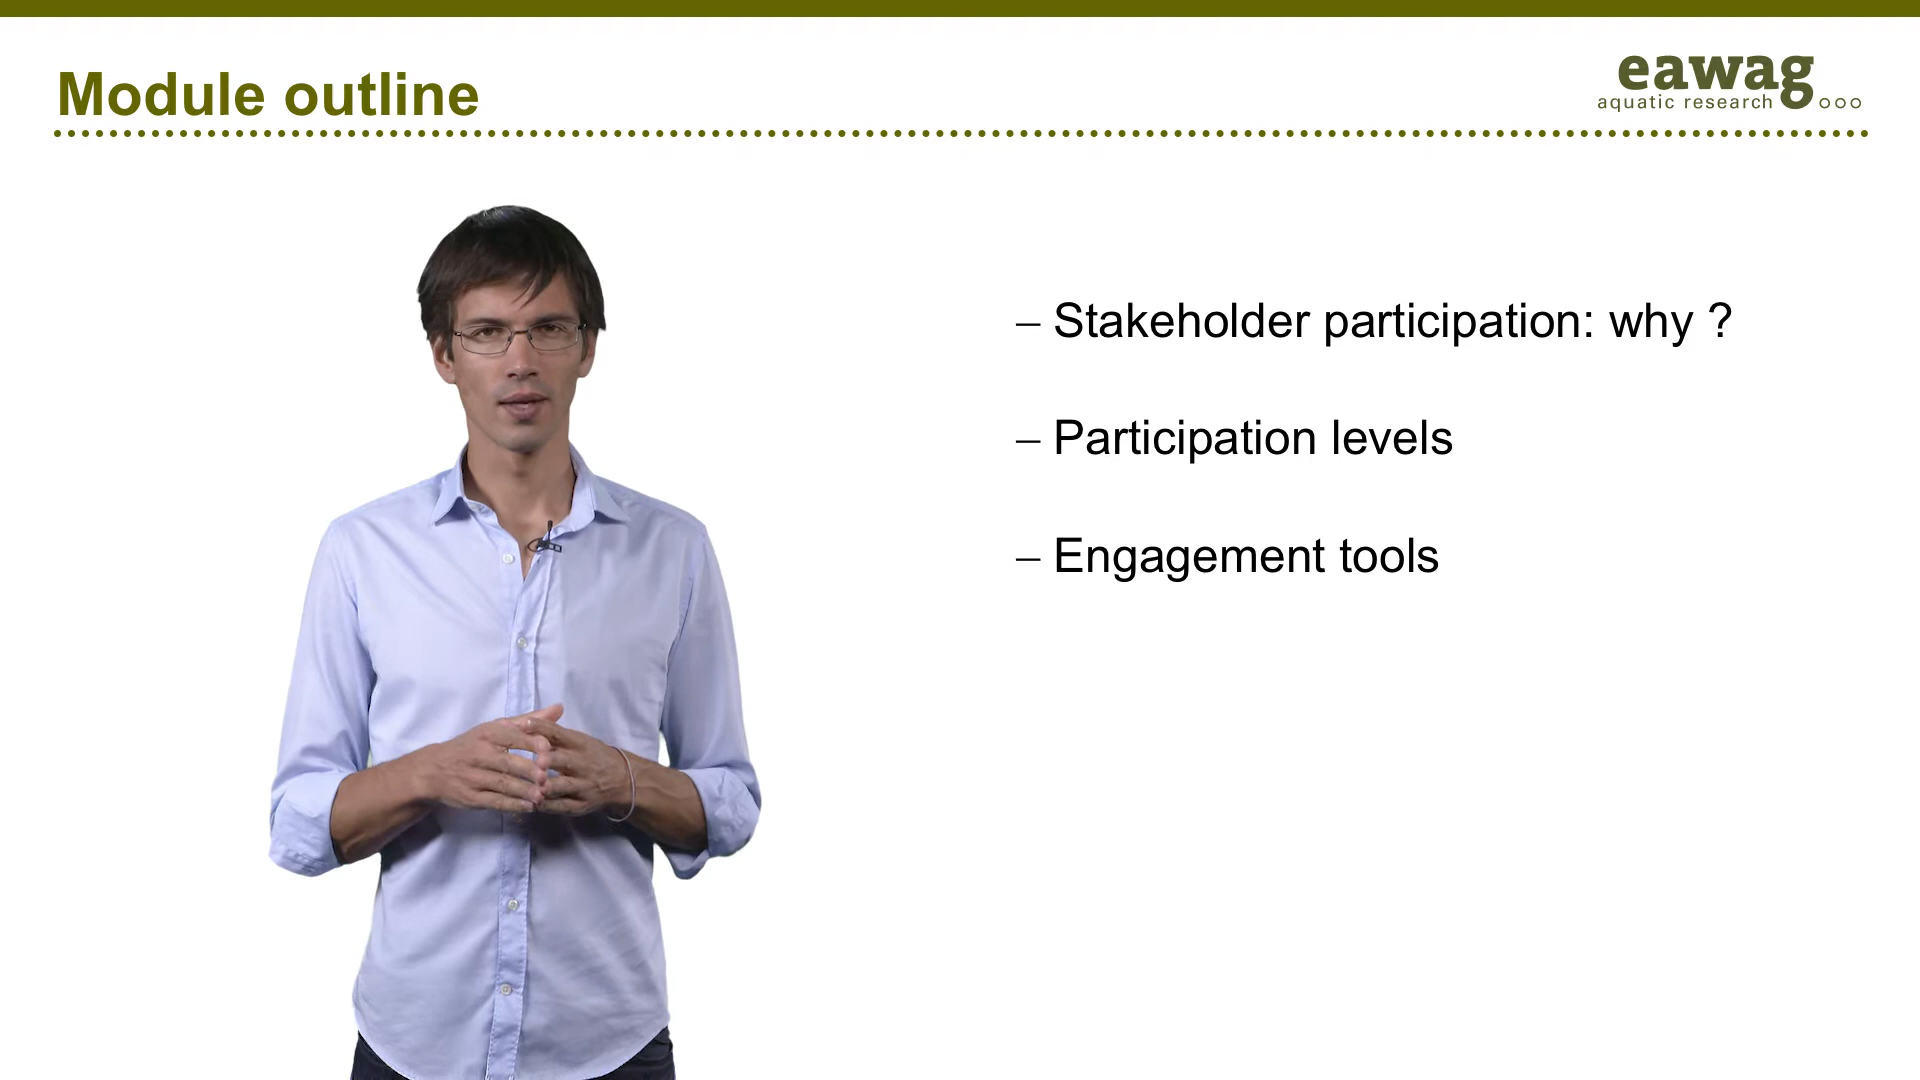 Module outline
eawag
aquatic research
– Stakeholder participation: why ?
– Participation levels
– Engagement tools